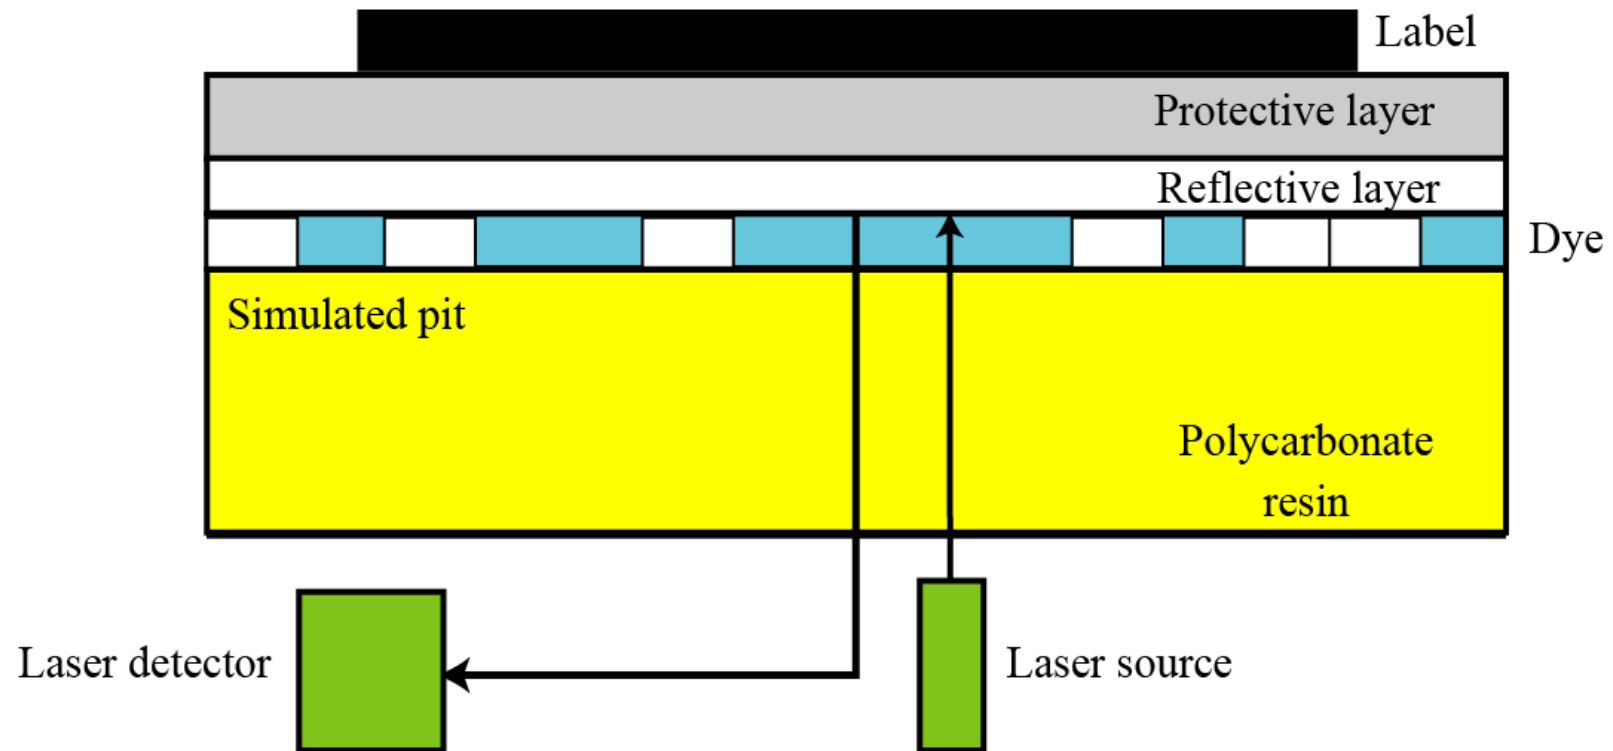 Label
Protective layer
Reflective layer
Dye
Simulated pit
Polycarbonate
resin
Laser detector
Laser source